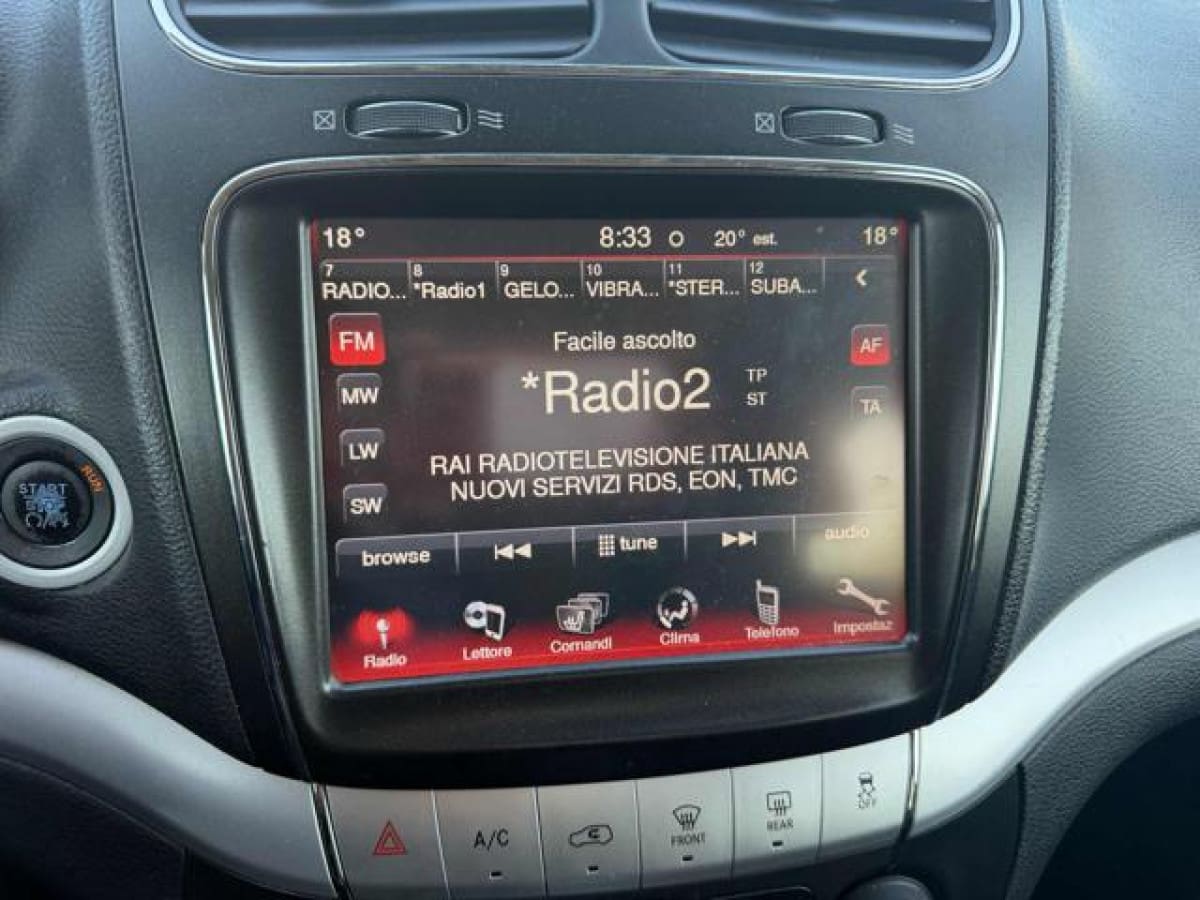 18° 8:33 20° est. 18°
7 8 9 10 11 12
RADIO... *Radio1 GELO... VIBRA... *STER... SUBA...
FM Facile ascolto AF
*Radio2 TP
MW ST TA
LW RAI RADIOTELEVISIONE ITALIANA
NUOVI SERVIZI RDS, EON, TMC
SW
RUN
START
browse tune audio
Radio Lettore Comandi Clima Telefono Impostaz
A/C FRONT REAR OFF